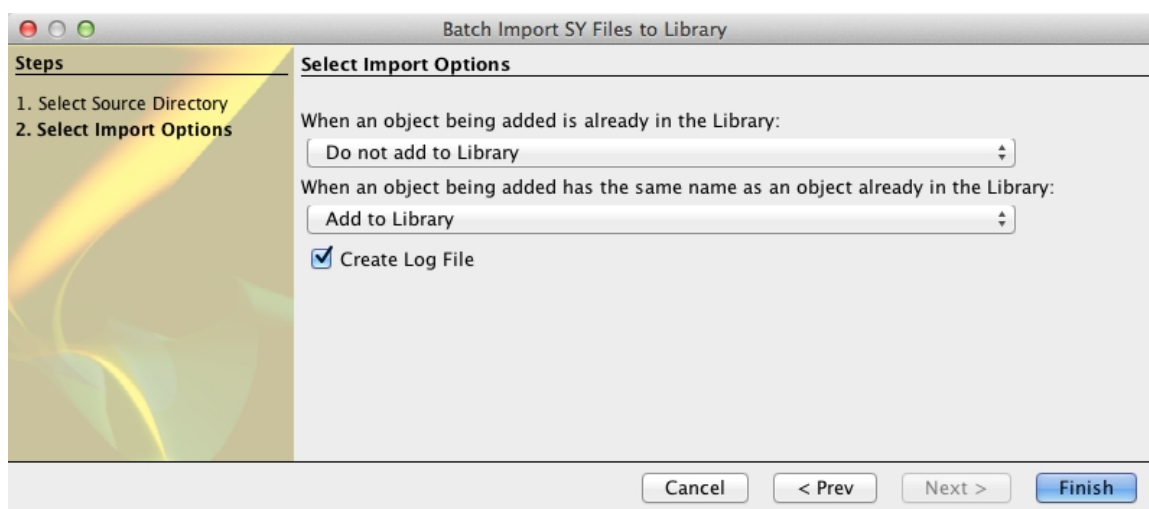 Batch Import SY Files to Library
Steps
1. Select Source Directory
2. Select Import Options
Select Import Options
When an object being added is already in the Library:
Do not add to Library
When an object being added has the same name as an object already in the Library:
Add to Library
Create Log File
Cancel
< Prev
Next >
Finish